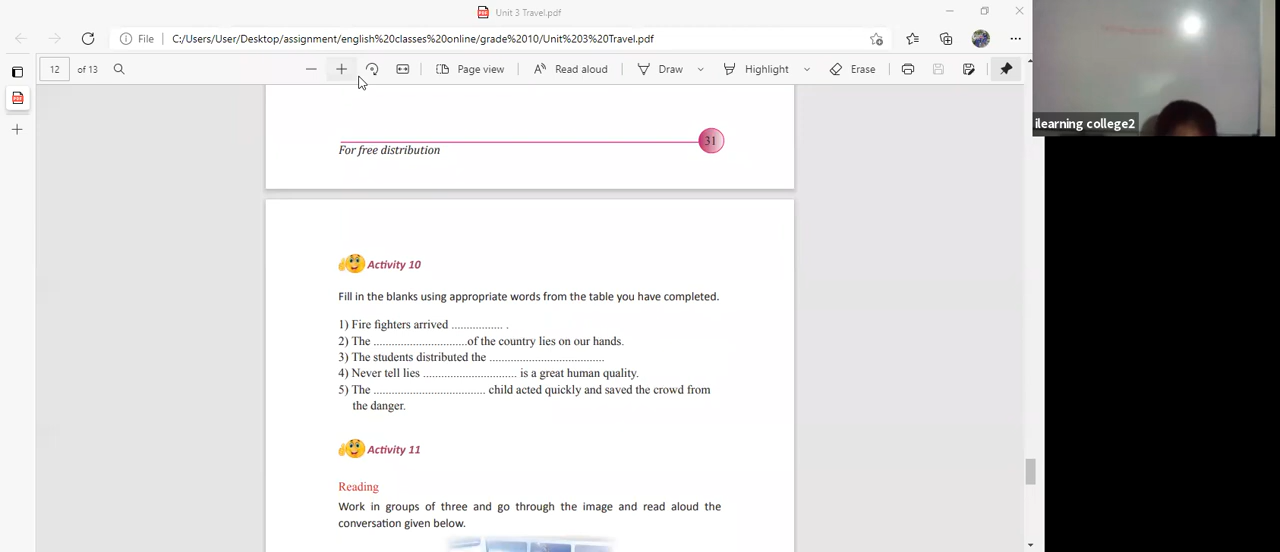 Unit 3 Travel.pdf
File
C:/Users/User/Desktop/assignment/english%20classes%20online/grade%2010/Unit%203%20Travel.pdf
12 of 13
Page view
Read aloud
Draw
Highlight
Erase
ilearning college2
For free distribution
31
Activity 10
Fill in the blanks using appropriate words from the table you have completed.
1) Fire fighters arrived ................. .
2) The ...............................of the country lies on our hands.
3) The students distributed the ......................................
4) Never tell lies ............................... is a great human quality.
5) The ..................................... child acted quickly and saved the crowd from
the danger.
Activity 11
Reading
Work in groups of three and go through the image and read aloud the
conversation given below.